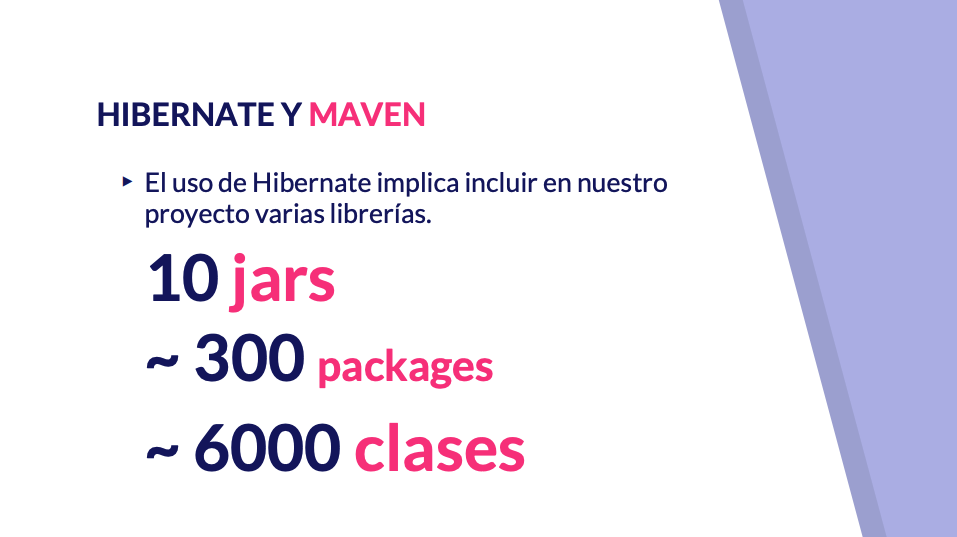 HIBERNATE Y MAVEN
El uso de Hibernate implica incluir en nuestro
proyecto varias librerías.
10 jars
~ 300 packages
~ 6000 clases